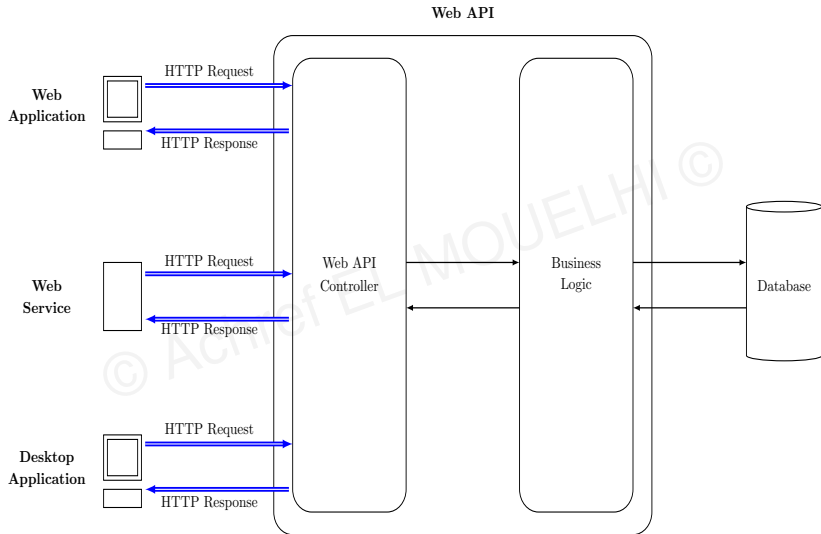 Web API
HTTP Request
Web
Application
HTTP Response
HTTP Request
Web
Service
HTTP Response
HTTP Request
Desktop
Application
HTTP Response
Web API
Controller
Business
Logic
Database
© Achref EL MOUELHI ©